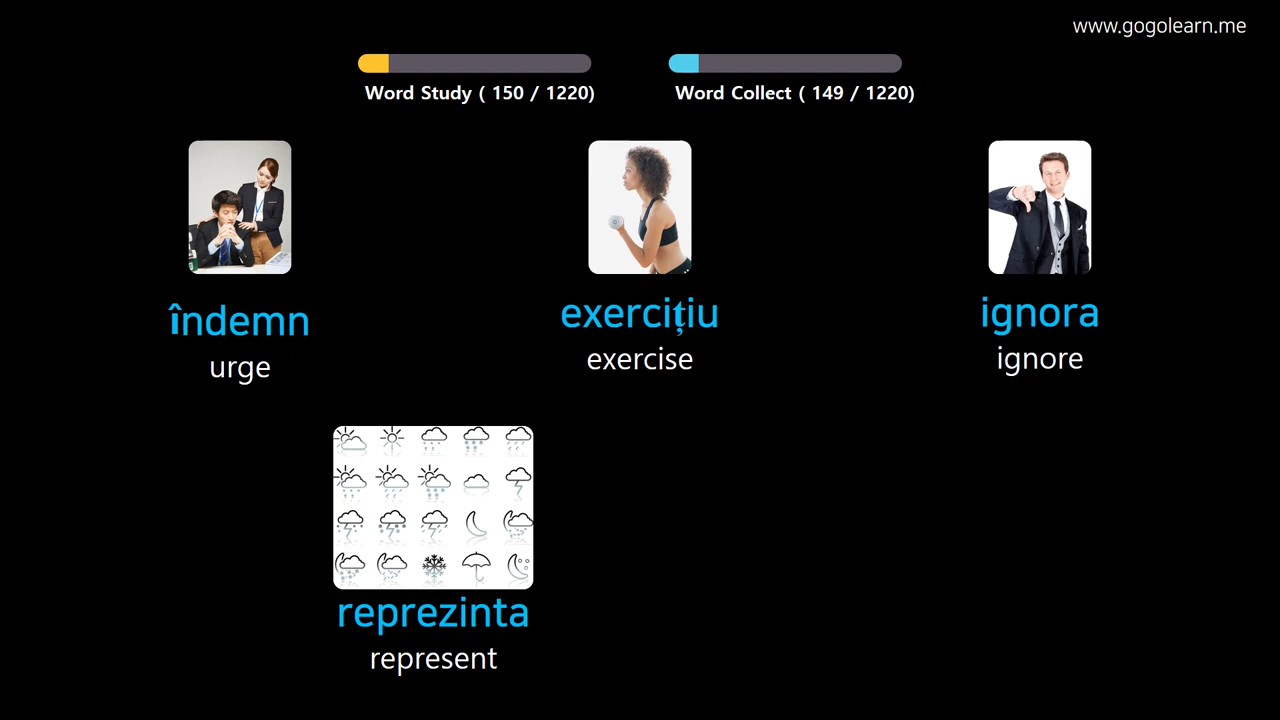 www.gogolearn.me
Word Study ( 150 / 1220)
Word Collect ( 149 / 1220)
îndemn
urge
exercițiu
exercise
ignora
ignore
reprezinta
represent